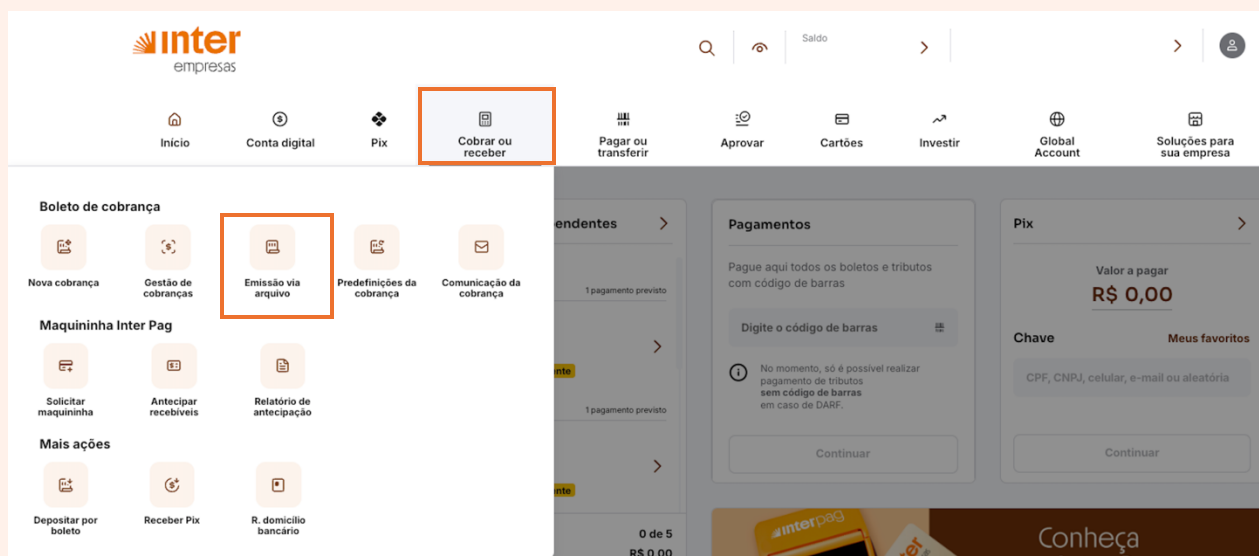 inter
empresas
Saldo
Início
Conta digital
Pix
Cobrar ou
receber
Pagar ou
transferir
Aprovar
Cartões
Investir
Global
Account
Soluções para
sua empresa
Boleto de cobrança
Nova cobrança
Gestão de
cobranças
Emissão via
arquivo
Predefinições da
cobrança
Comunicação da
cobrança
Maquininha Inter Pag
Solicitar
maquininha
Antecipar
recebíveis
Relatório de
antecipação
Mais ações
Depositar por
boleto
Receber Pix
R. domicílio
bancário
endentes
1 pagamento previsto
nte
1 pagamento previsto
nte
0 de 5
R$ 0,00
Pagamentos
Pague aqui todos os boletos e tributos
com código de barras
Digite o código de barras
No momento, só é possível realizar
pagamento de tributos
sem código de barras
em caso de DARF.
Continuar
Pix
Valor a pagar
R$ 0,00
Chave
Meus favoritos
CPF, CNPJ, celular, e-mail ou aleatória
Continuar
interpag
inter
Conheça